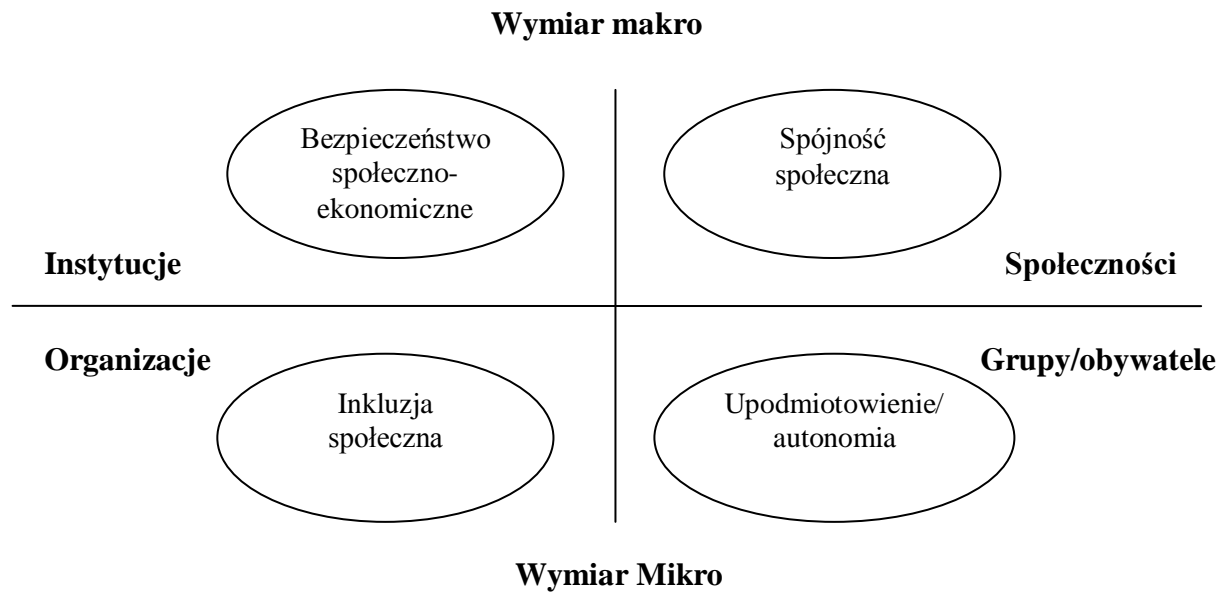 Wymiar makro
Bezpieczeństwo
społeczno-
ekonomiczne
Spójność
społeczna
Instytucje
Społeczności
Organizacje
Grupy/obywatele
Inkluzja
społeczna
Upodmiotowienie/
autonomia
Wymiar Mikro